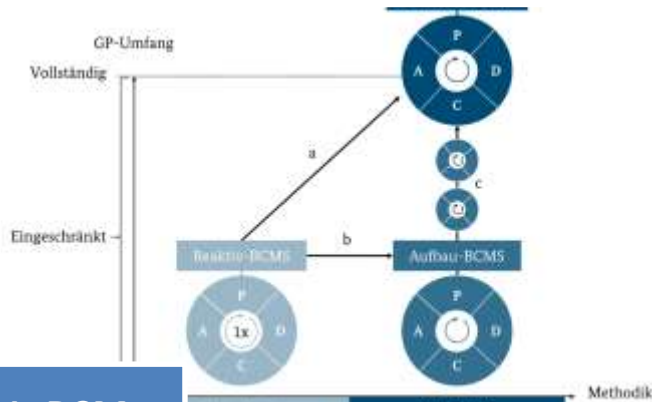 GP-Umfang
Vollständig
P
A
D
C
a
c
Eingeschränkt
b
Reaktiv-BCMS
Aufbau-BCMS
P
A
1x
D
C
P
A
D
C
Methodik